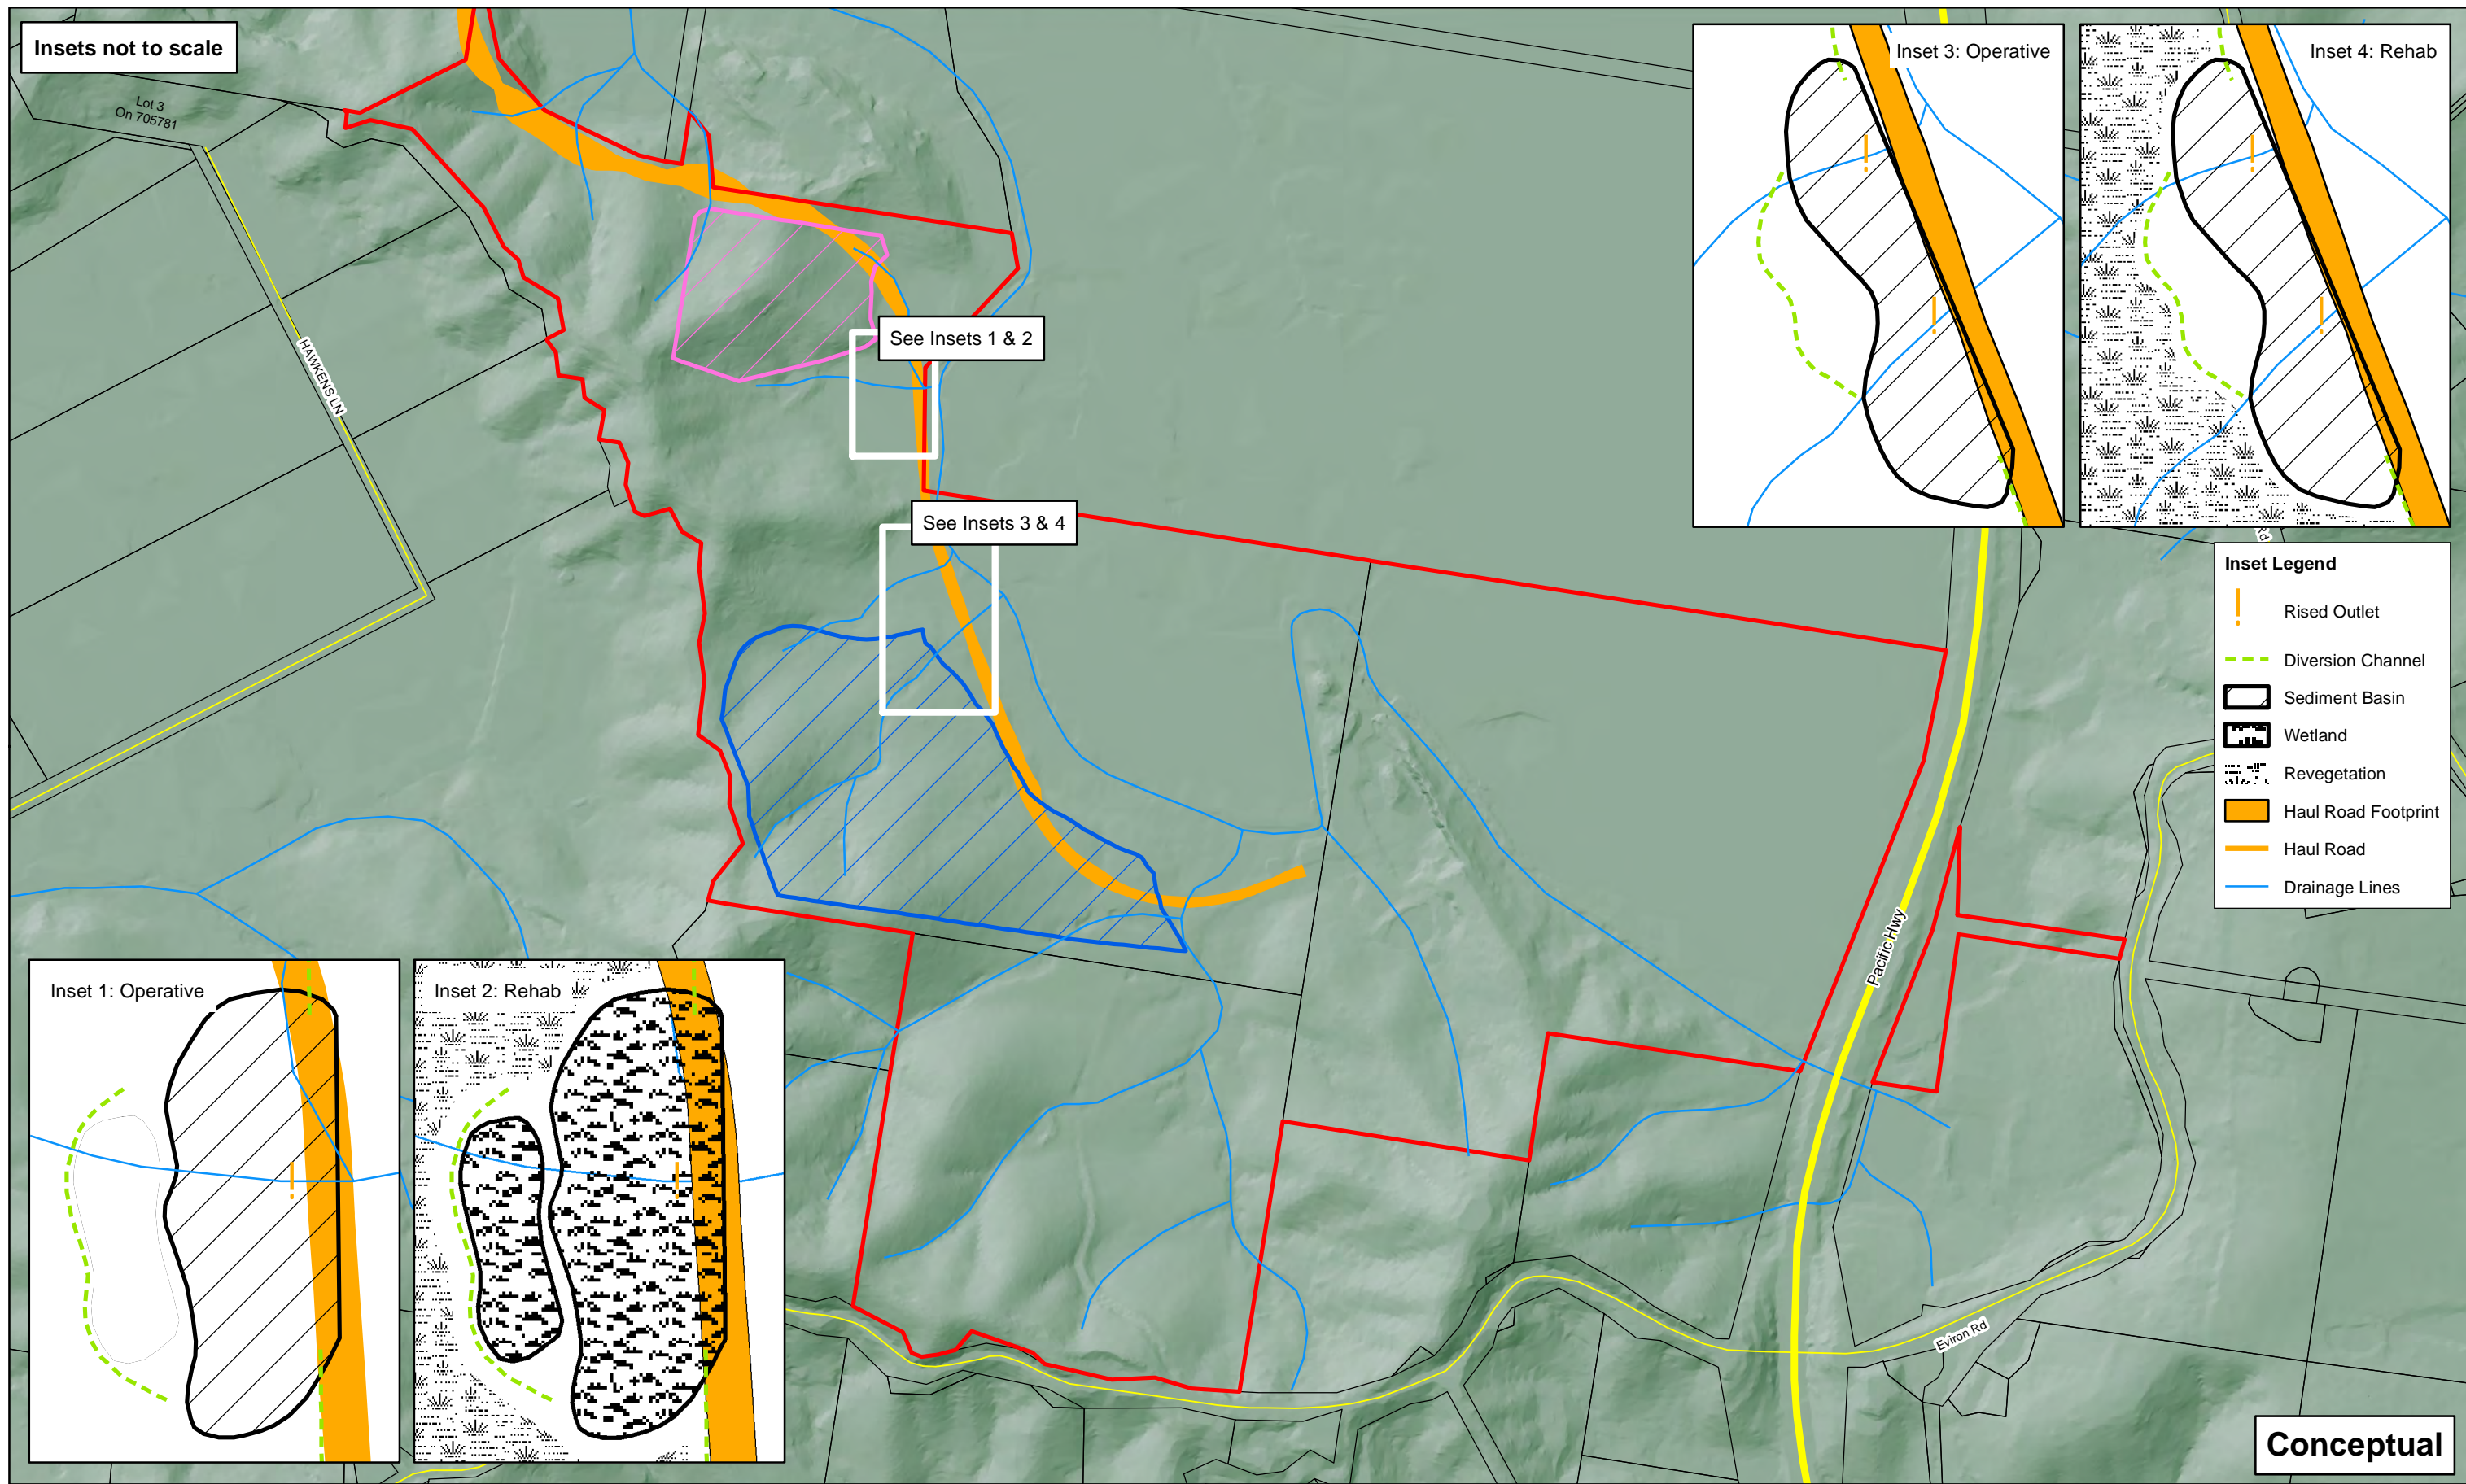 Insets not to scale
Lot 3
On 705781
HAWKENS LN
See Insets 1 & 2
See Insets 3 & 4
Inset 3: Operative
Inset 4: Rehab
Rd
Inset Legend
Rised Outlet
Diversion Channel
Sediment Basin
Wetland
Revegetation
Haul Road Footprint
Haul Road
Drainage Lines
Pacific Hwy
Inset 1: Operative
Inset 2: Rehab
Eviron Rd
Conceptual